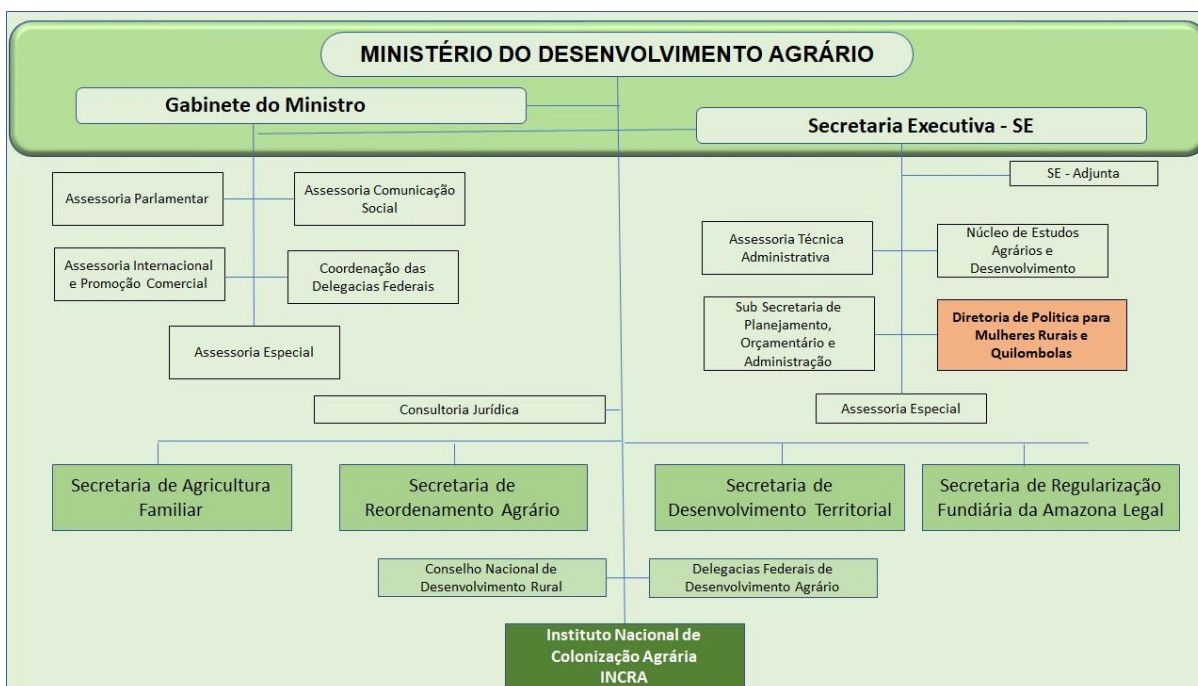 MINISTÉRIO DO DESENVOLVIMENTO AGRÁRIO
Gabinete do Ministro
Secretaria Executiva - SE
SE - Adjunta
Assessoria Parlamentar
Assessoria Comunicação
Social
Assessoria Técnica
Administrativa
Núcleo de Estudos
Agrários e
Desenvolvimento
Assessoria Internacional
e Promoção Comercial
Coordenação das
Delegacias Federais
Sub Secretaria de
Planejamento,
Orçamentário e
Administração
Diretoria de Politica para
Mulheres Rurais e
Quilombolas
Assessoria Especial
Consultoria Jurídica
Assessoria Especial
Secretaria de Agricultura
Familiar
Secretaria de
Reordenamento Agrário
Secretaria de
Desenvolvimento Territorial
Secretaria de Regularização
Fundiária da Amazona Legal
Conselho Nacional de
Desenvolvimento Rural
Delegacias Federais de
Desenvolvimento Agrário
Instituto Nacional de
Colonização Agrária
INCRA